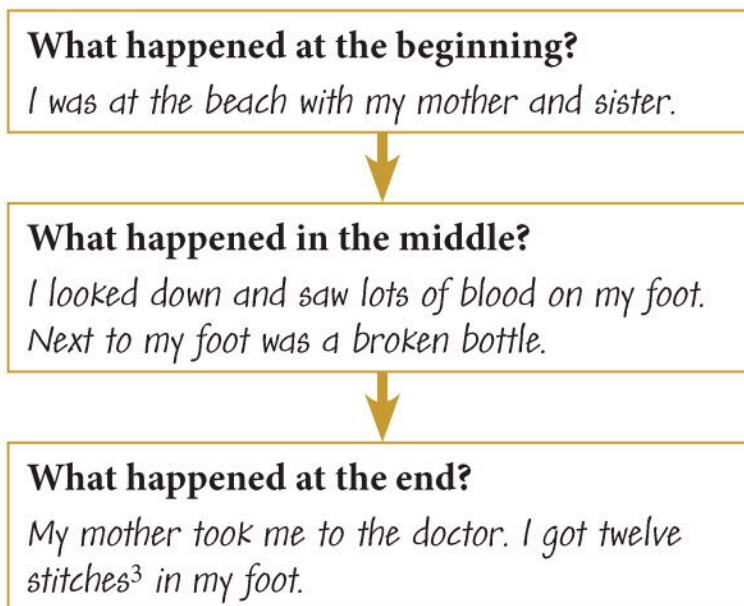 What happened at the beginning?
I was at the beach with my mother and sister.
What happened in the middle?
I looked down and saw lots of blood on my foot.
Next to my foot was a broken bottle.
What happened at the end?
My mother took me to the doctor. I got twelve
stitches³ in my foot.